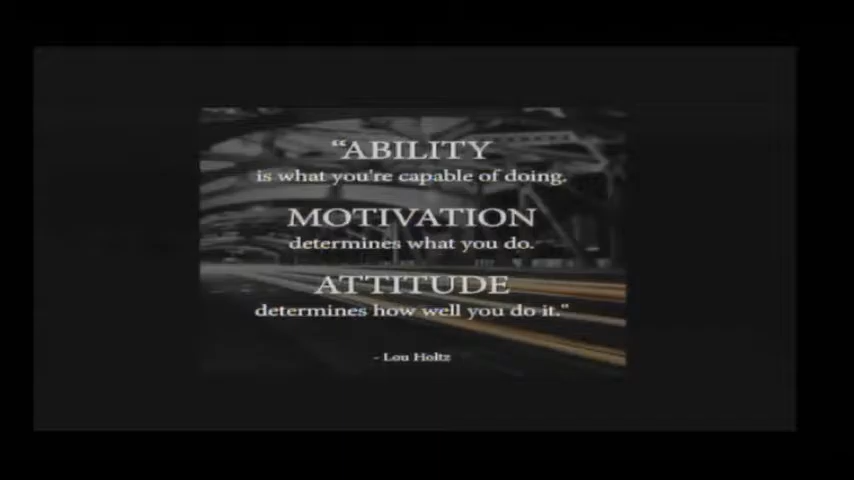 “ABILITY
is what you're capable of doing.
MOTIVATION
determines what you do.
ATTITUDE
determines how well you do it."
- Lou Holtz